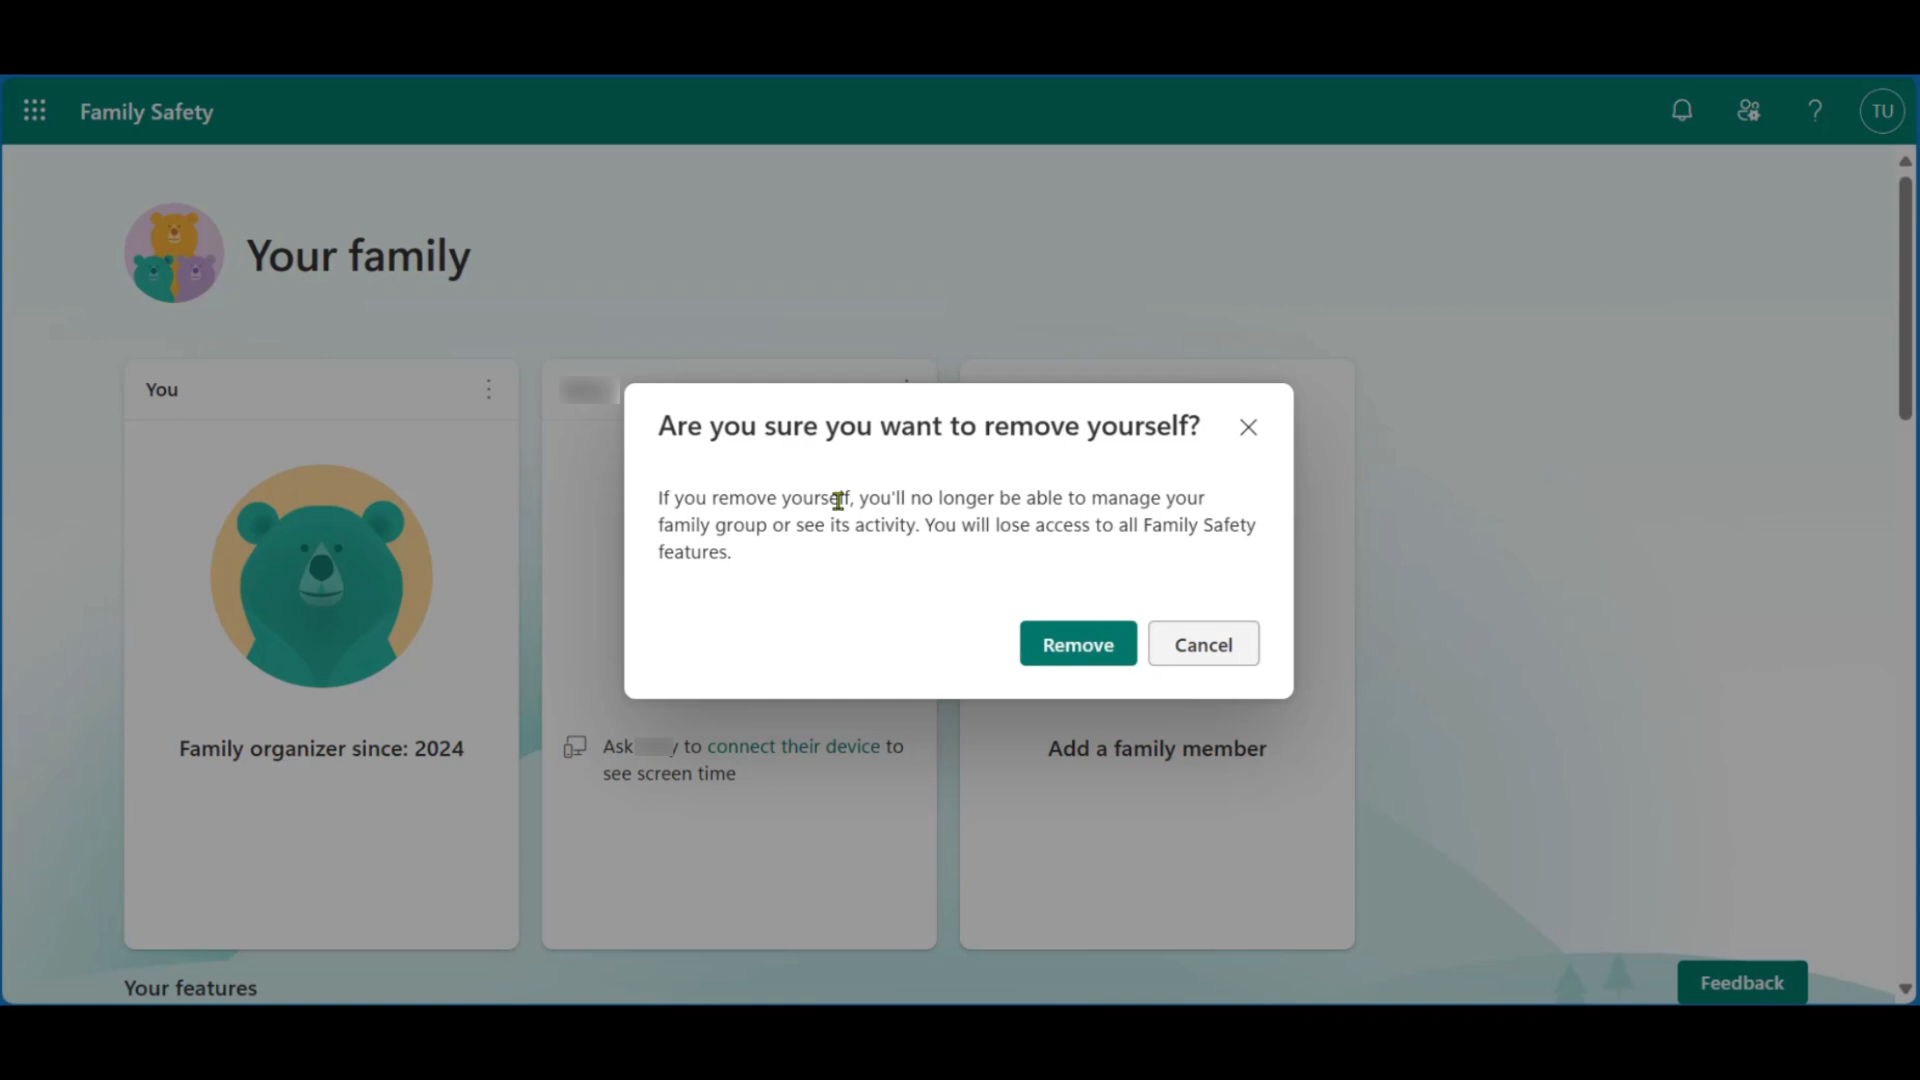 Family Safety
TU
Your family
You
Are you sure you want to remove yourself?
If you remove yourself, you'll no longer be able to manage your
family group or see its activity. You will lose access to all Family Safety
features.
Remove
Cancel
Family organizer since: 2024
Ask y to connect their device to
see screen time
Add a family member
Your features
Feedback